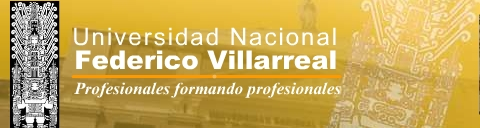 Universidad Nacional
Federico Villarreal
Profesionales formando profesionales